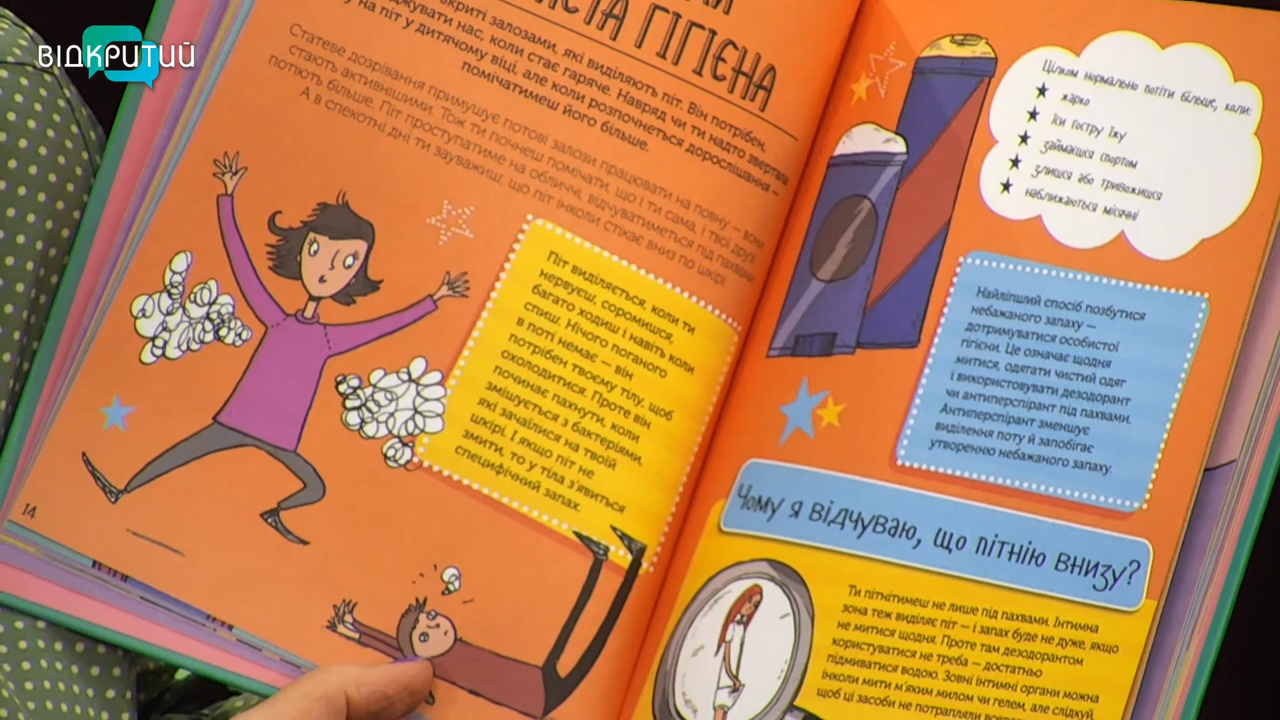 ВІДКРИТИЙ
ГІГІЄНА
залозами, які виділяють піт. Він потрібен,
нас, коли стає гаряче. Навряд чи ти надто звертала
на піт у дитячому віці, але коли розпочнеться дорослішання —
помічатимеш його більше.
Статеве дозрівання примушує потові залози працювати на повну — вони
стають активнішими. Тож ти почнеш помічати, що і ти сама, і твої друзі
потіють більше. Піт проступатиме на обличчі, відчуватиметься під пахвами
А в спекотні дні ти зауважиш, що піт інколи стікає вниз по шкірі
Піт виділяється, коли ти
нервуєш, соромишся,
багато ходиш і навіть коли
спиш. Нічого поганого
в поті немає — він
потрібен твоєму тілу, щоб
охолодитися. Проте він
починає пахнути, коли
змішується з бактеріями,
які зачаїлися на твоїй
шкірі. І якщо піт не
змити, то у тіла з'явиться
специфічний запах.
14
Цілком нормально потіти більше, коли:
жарко
їси гостру їжу
займаєшся спортом
злишся або тривожишся
наближаються місячні
Найліпший спосіб позбутися
небажаного запаху —
дотримуватися особистої
гігієни. Це означає щодня
митися, одягати чистий одяг
і використовувати дезодорант
чи антиперспірант під пахвами.
Антиперспірант зменшує
виділення поту й запобігає
утворенню небажаного запаху.
Чому я відчуваю, що пітнію внизу?
Ти пітнітимеш не лише під пахвами. Інтимна
зона теж виділяє піт — і запах буде не дуже, якщо
не митися щодня. Проте там дезодорантом
користуватися не треба — достатньо
підмиватися водою. Зовні інтимні органи можна
інколи мити м'яким милом чи гелем, але слідкуй,
щоб ці засоби не потрапляли